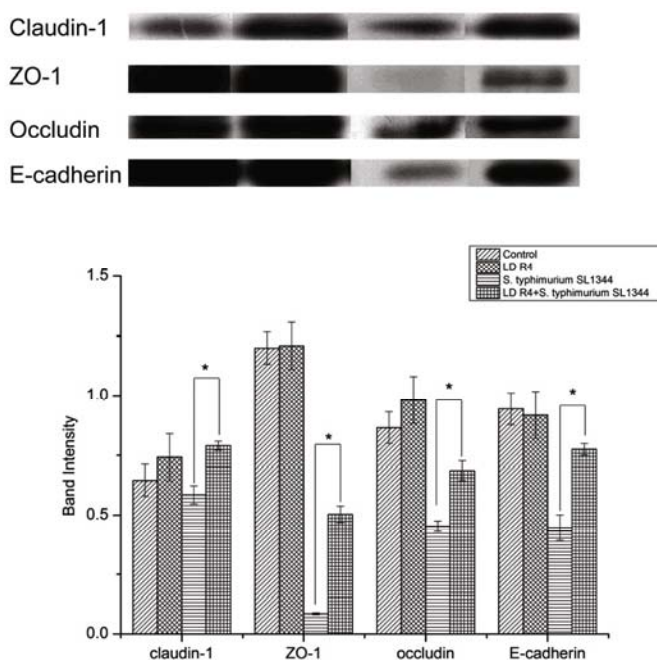 Claudin-1
ZO-1
Occludin
E-cadherin
Control
LD R4
S. typhimurium SL1344
LD R4+S. typhimurium SL1344
1.5
1.0
0.5
0.0
Band Intensity
*
*
*
*
claudin-1
ZO-1
occludin
E-cadherin